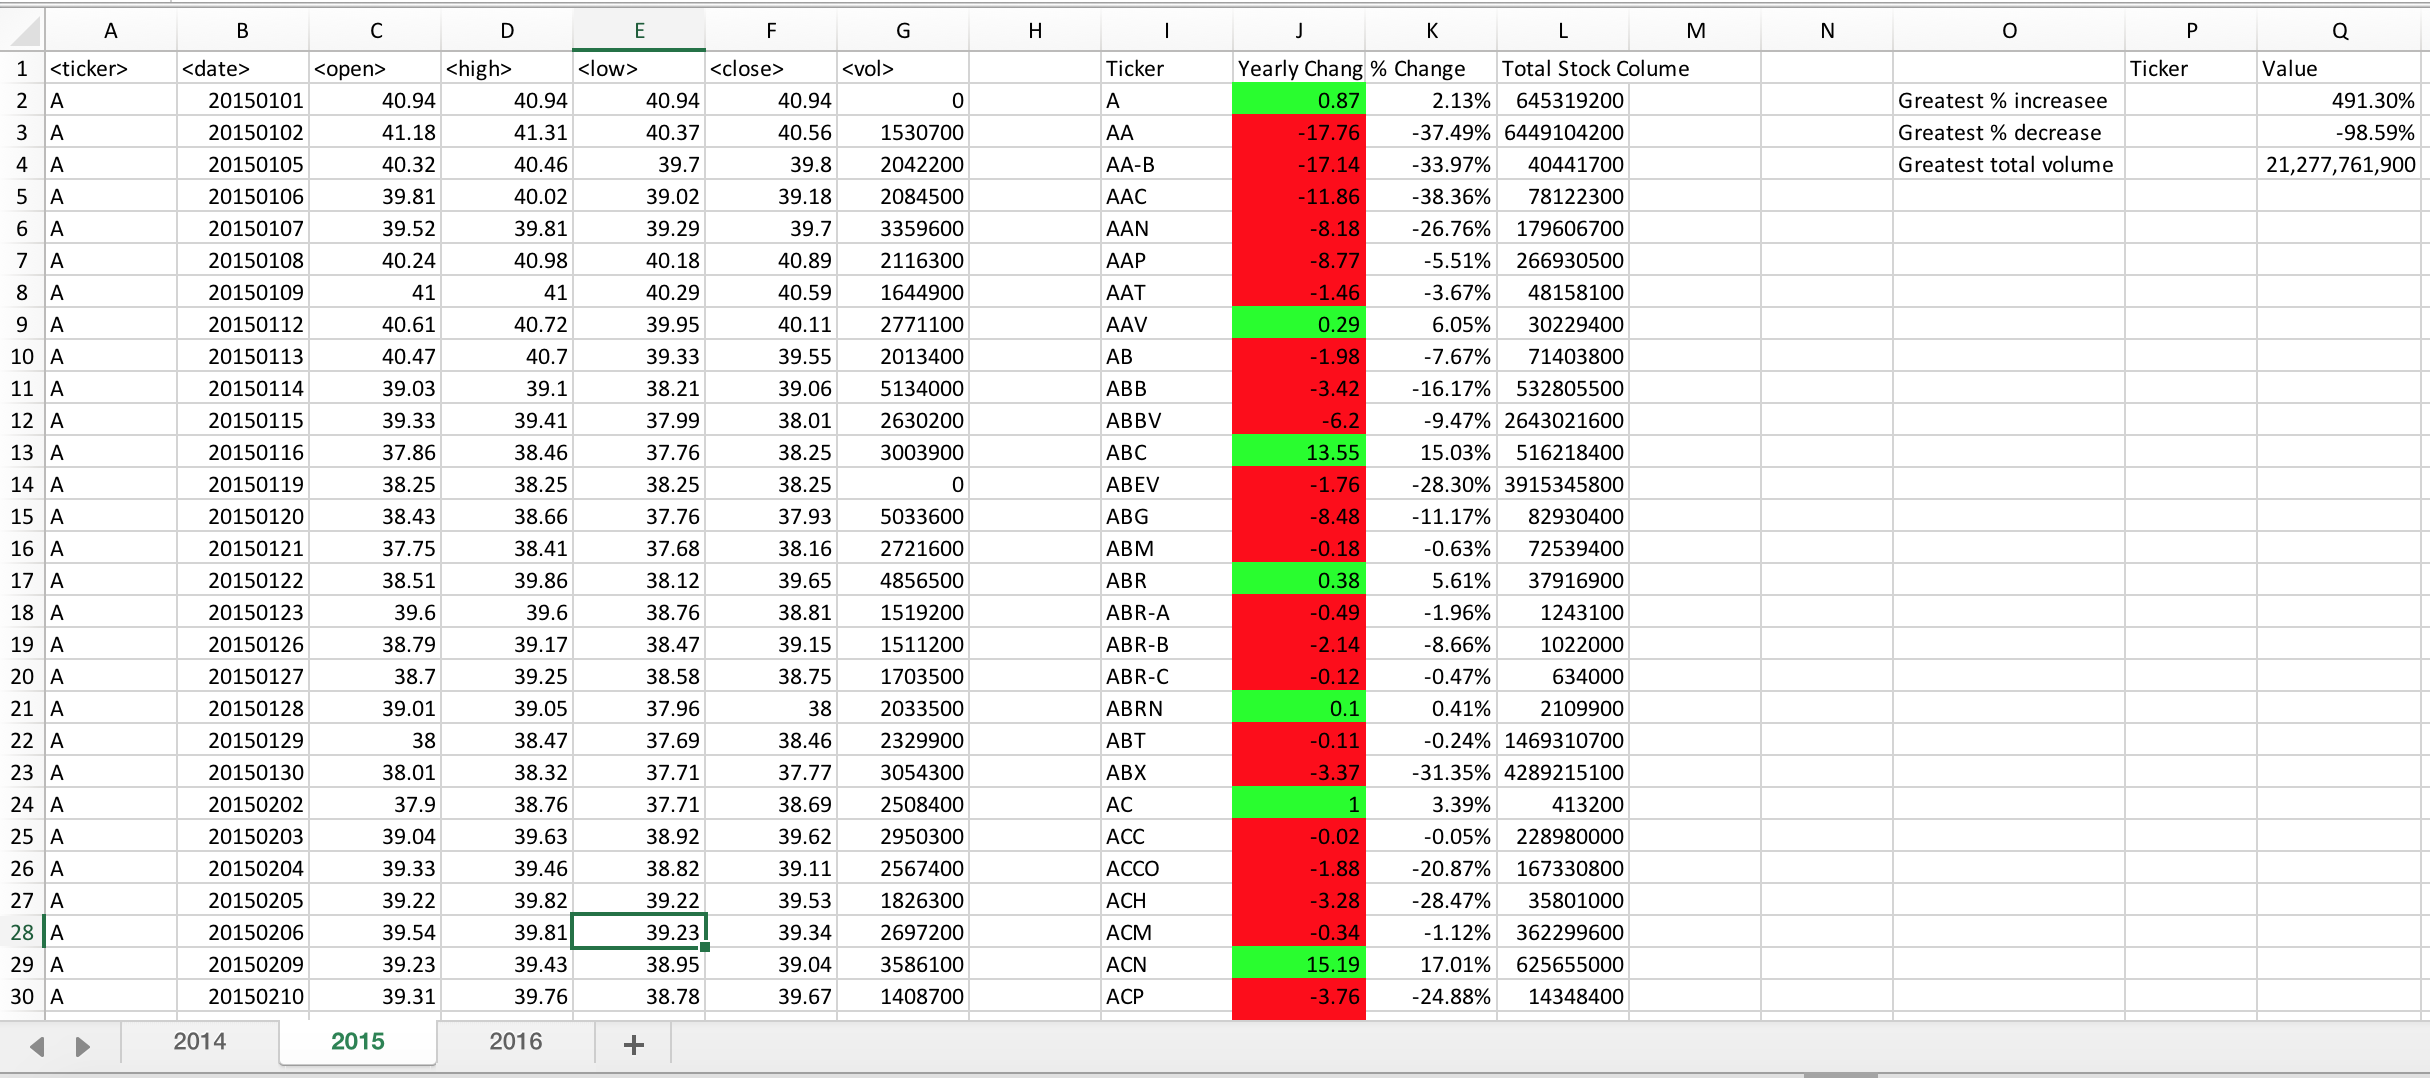 A B C D E F G H I J K L M N O P Q
1 <ticker> <date> <open> <high> <low> <close> <vol> Ticker Yearly Chang % Change Total Stock Colume Ticker Value
2 A 20150101 40.94 40.94 40.94 40.94 0 A 0.87 2.13% 645319200 Greatest % increasee 491.30%
3 A 20150102 41.18 41.31 40.37 40.56 1530700 AA -17.76 -37.49% 6449104200 Greatest % decrease -98.59%
4 A 20150105 40.32 40.46 39.7 39.8 2042200 AA-B -17.14 -33.97% 40441700 Greatest total volume 21,277,761,900
5 A 20150106 39.81 40.02 39.02 39.18 2084500 AAC -11.86 -38.36% 78122300
6 A 20150107 39.52 39.81 39.29 39.7 3359600 AAN -8.18 -26.76% 179606700
7 A 20150108 40.24 40.98 40.18 40.89 2116300 AAP -8.77 -5.51% 266930500
8 A 20150109 41 41 40.29 40.59 1644900 AAT -1.46 -3.67% 48158100
9 A 20150112 40.61 40.72 39.95 40.11 2771100 AAV 0.29 6.05% 30229400
10 A 20150113 40.47 40.7 39.33 39.55 2013400 AB -1.98 -7.67% 71403800
11 A 20150114 39.03 39.1 38.21 39.06 5134000 ABB -3.42 -16.17% 532805500
12 A 20150115 39.33 39.41 37.99 38.01 2630200 ABBV -6.2 -9.47% 2643021600
13 A 20150116 37.86 38.46 37.76 38.25 3003900 ABC 13.55 15.03% 516218400
14 A 20150119 38.25 38.25 38.25 38.25 0 ABEV -1.76 -28.30% 3915345800
15 A 20150120 38.43 38.66 37.76 37.93 5033600 ABG -8.48 -11.17% 82930400
16 A 20150121 37.75 38.41 37.68 38.16 2721600 ABM -0.18 -0.63% 72539400
17 A 20150122 38.51 39.86 38.12 39.65 4856500 ABR 0.38 5.61% 37916900
18 A 20150123 39.6 39.6 38.76 38.81 1519200 ABR-A -0.49 -1.96% 1243100
19 A 20150126 38.79 39.17 38.47 39.15 1511200 ABR-B -2.14 -8.66% 1022000
20 A 20150127 38.7 39.25 38.58 38.75 1703500 ABR-C -0.12 -0.47% 634000
21 A 20150128 39.01 39.05 37.96 38 2033500 ABRN 0.1 0.41% 2109900
22 A 20150129 38 38.47 37.69 38.46 2329900 ABT -0.11 -0.24% 1469310700
23 A 20150130 38.01 38.32 37.71 37.77 3054300 ABX -3.37 -31.35% 4289215100
24 A 20150202 37.9 38.76 37.71 38.69 2508400 AC 1 3.39% 413200
25 A 20150203 39.04 39.63 38.92 39.62 2950300 ACC -0.02 -0.05% 228980000
26 A 20150204 39.33 39.46 38.82 39.11 2567400 ACCO -1.88 -20.87% 167330800
27 A 20150205 39.22 39.82 39.22 39.53 1826300 ACH -3.28 -28.47% 35801000
28 A 20150206 39.54 39.81 39.23 39.34 2697200 ACM -0.34 -1.12% 362299600
29 A 20150209 39.23 39.43 38.95 39.04 3586100 ACN 15.19 17.01% 625655000
30 A 20150210 39.31 39.76 38.78 39.67 1408700 ACP -3.76 -24.88% 14348400
2014 2015 2016 +